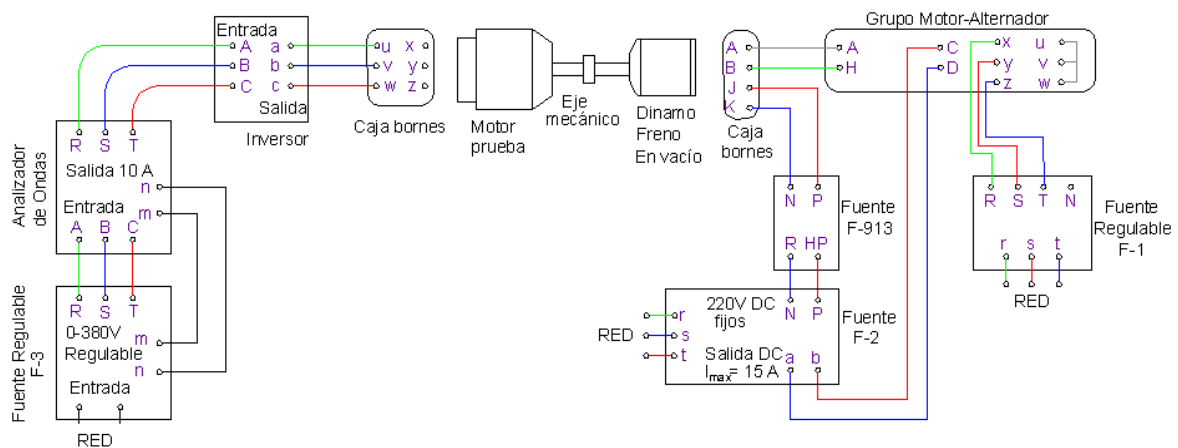 Grupo Motor-Alternador
Entrada
A a
B b
C c
Salida
Inversor
u x
v y
w z
Caja bornes
Motor
prueba
Eje
mecánico
Dinamo
Freno
En vacío
A
B
J
K
Caja
bornes
A
H
C
D
x u
y v
z w
Analizador
de Ondas
R S T
Salida 10 A
n
m
Entrada
A B C
Fuente Regulable
F-3
R S T
0-380V
Regulable
m
n
Entrada
RED
N P
R HP
Fuente
F-913
RED
r
s
t
220V DC
fijos
N P
Salida DC
Imax= 15 A
a b
Fuente
F-2
R S T N
r s t
RED
Fuente
Regulable
F-1